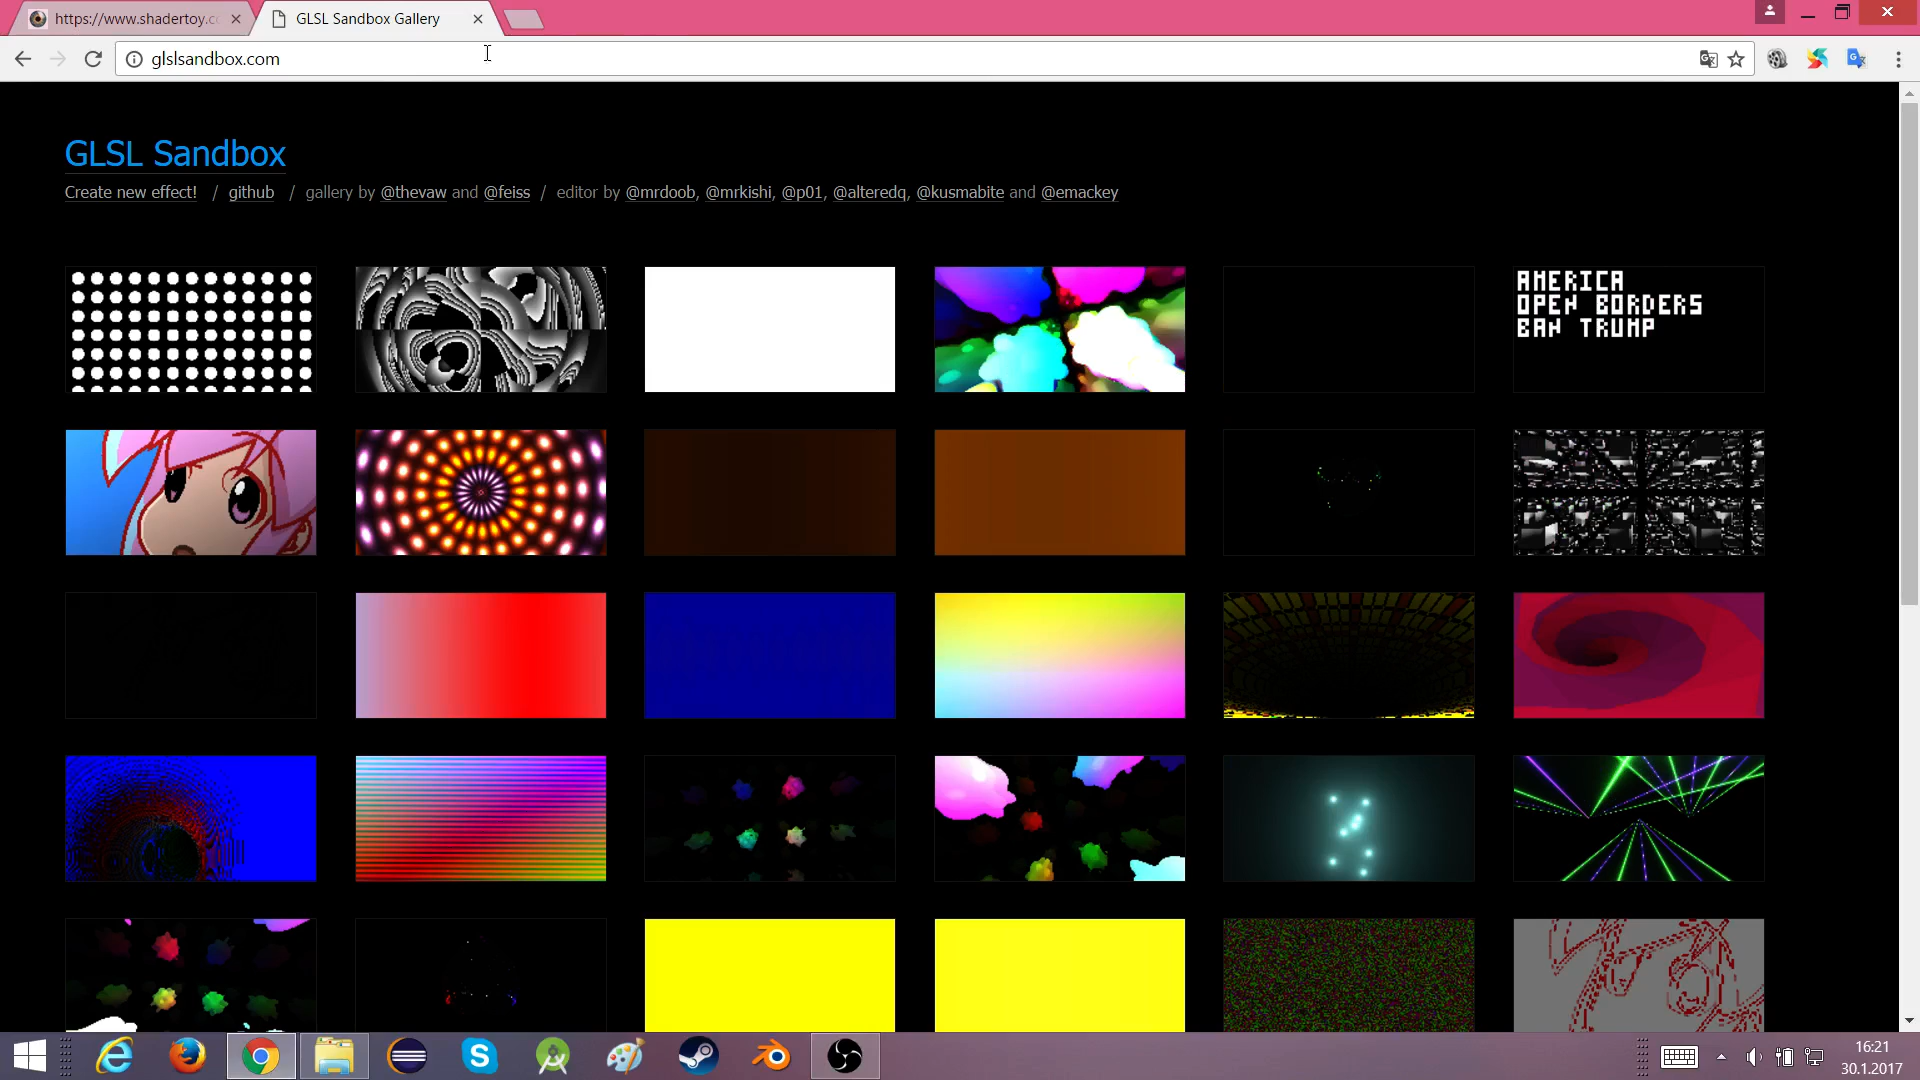 https://www.shadertoy.c
GLSL Sandbox Gallery
glslsandbox.com
GLSL Sandbox
Create new effect! / github / gallery by @thevaw and @feiss / editor by @mrdoob, @mrkishi, @p01, @alteredq, @kusmabite and @emackey
AMERICA
OPEN BORDERS
BAN TRUMP
16:21
30.1.2017